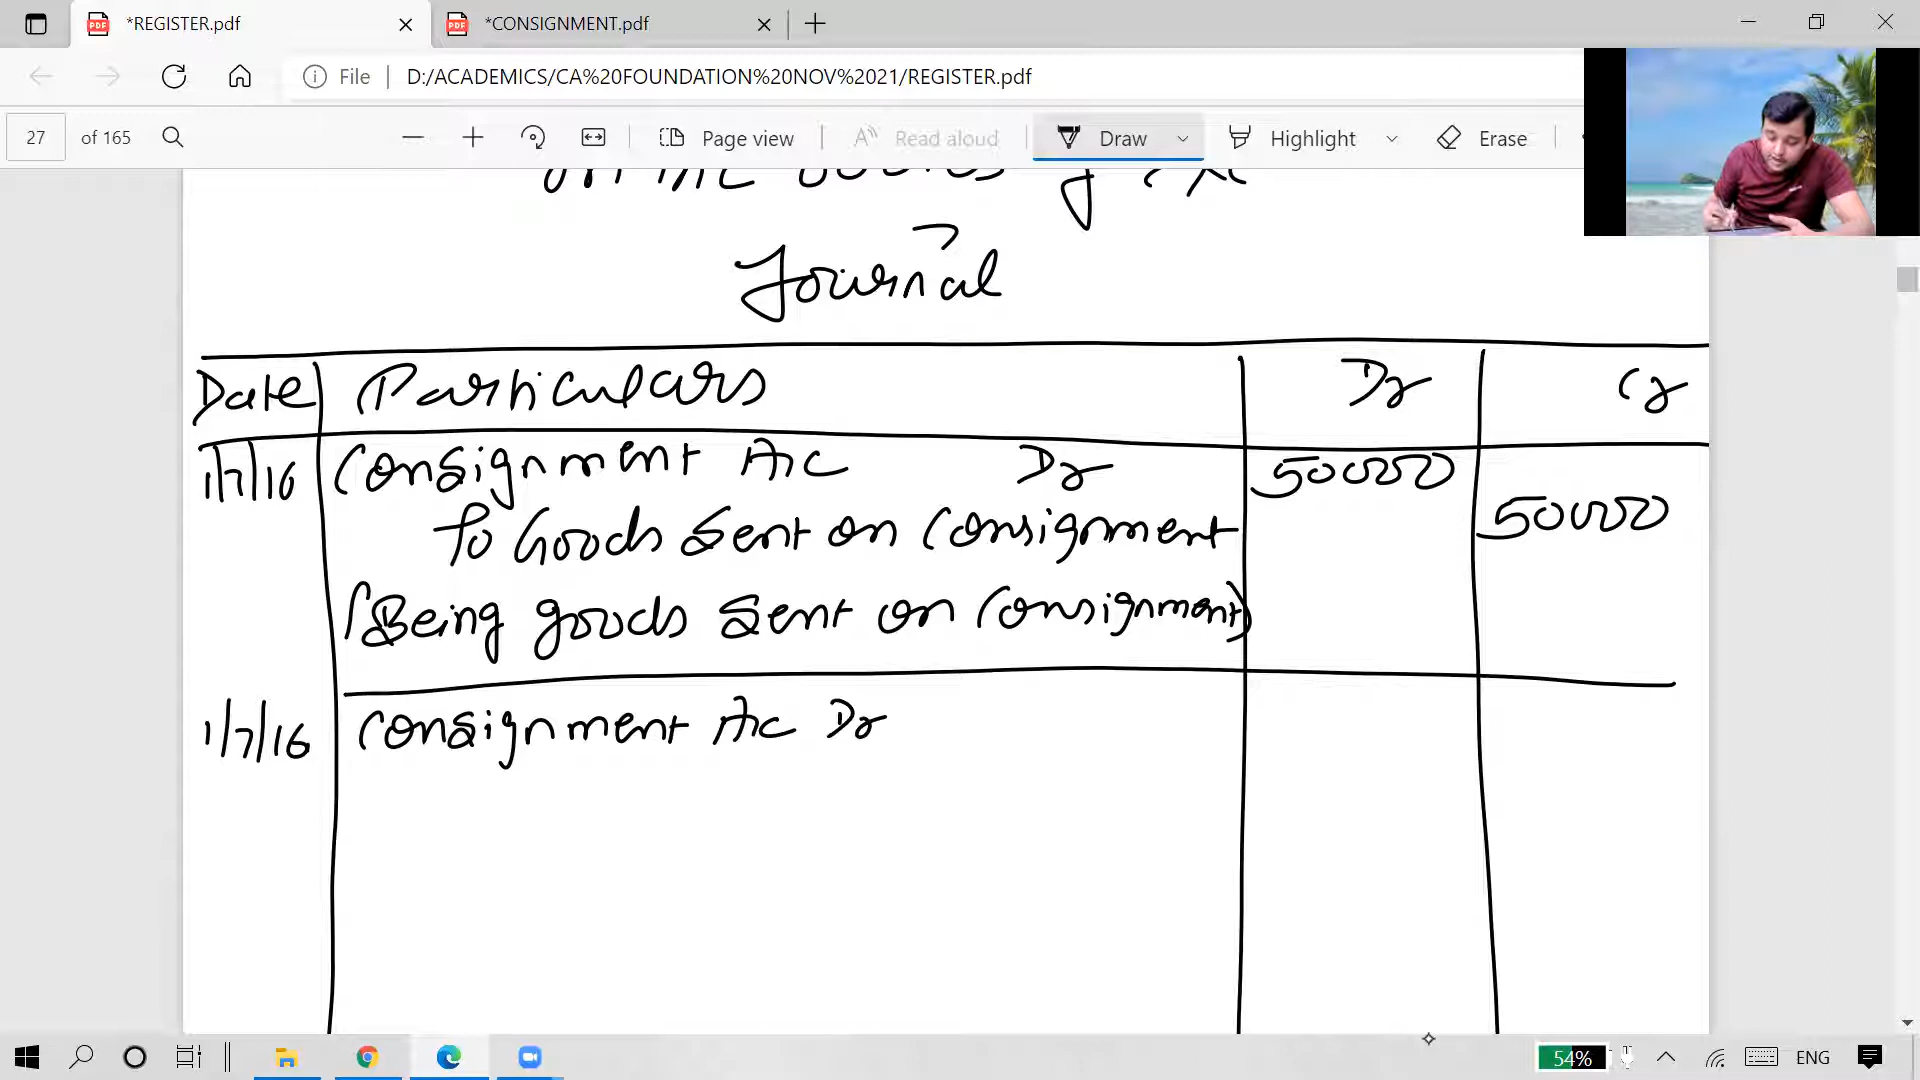 *REGISTER.pdf
*CONSIGNMENT.pdf
File
D:/ACADEMICS/CA%20FOUNDATION%20NOV%2021/REGISTER.pdf
27 of 165
Page view
Read aloud
Draw
Highlight
Erase
Journal
Date Particulars Dr Cr
1/7/16 Consignment A/c Dr 50000
To Goods Sent on Consignment 50000
(Being goods sent on consignment)
1/7/16 Consignment A/c Dr
54%
ENG